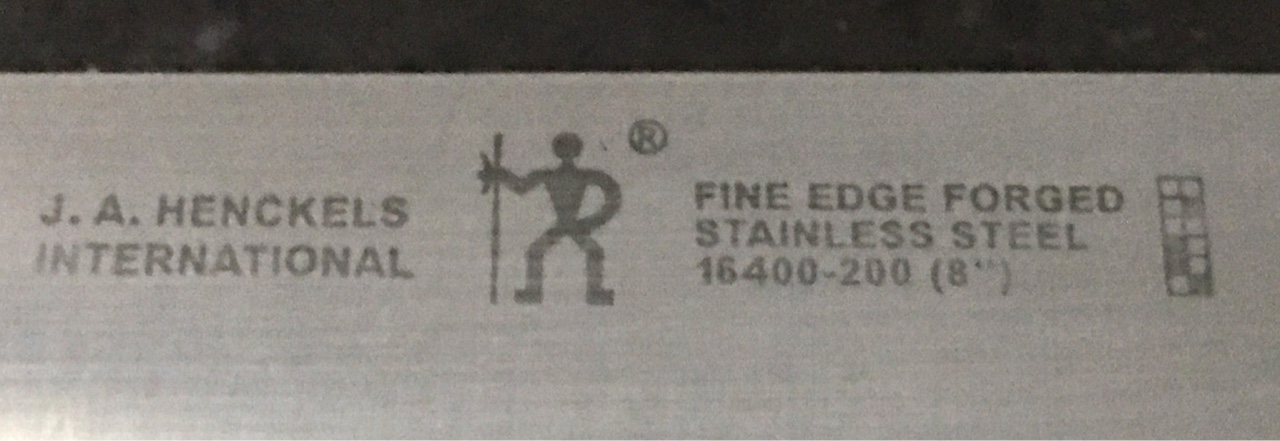 J. A. HENCKELS
INTERNATIONAL
®
FINE EDGE FORGED
STAINLESS STEEL
16400-200 (8")